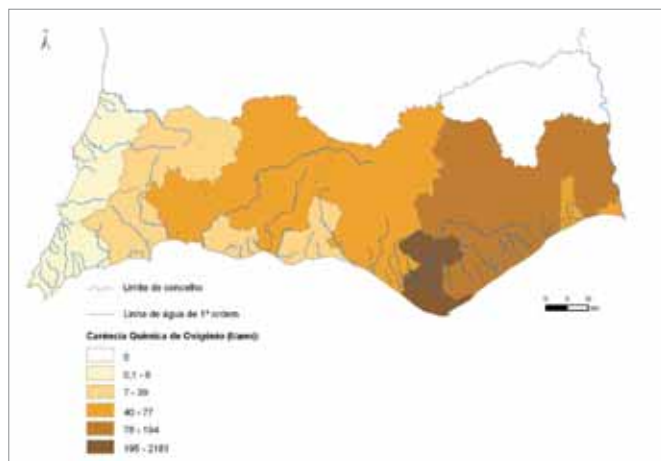 N
Limite de concelho
Linha de água de 1ª ordem
Carência Química de Oxigénio (t/ano):
0
0,1 - 6
7 - 39
40 - 77
78 - 194
195 - 2181